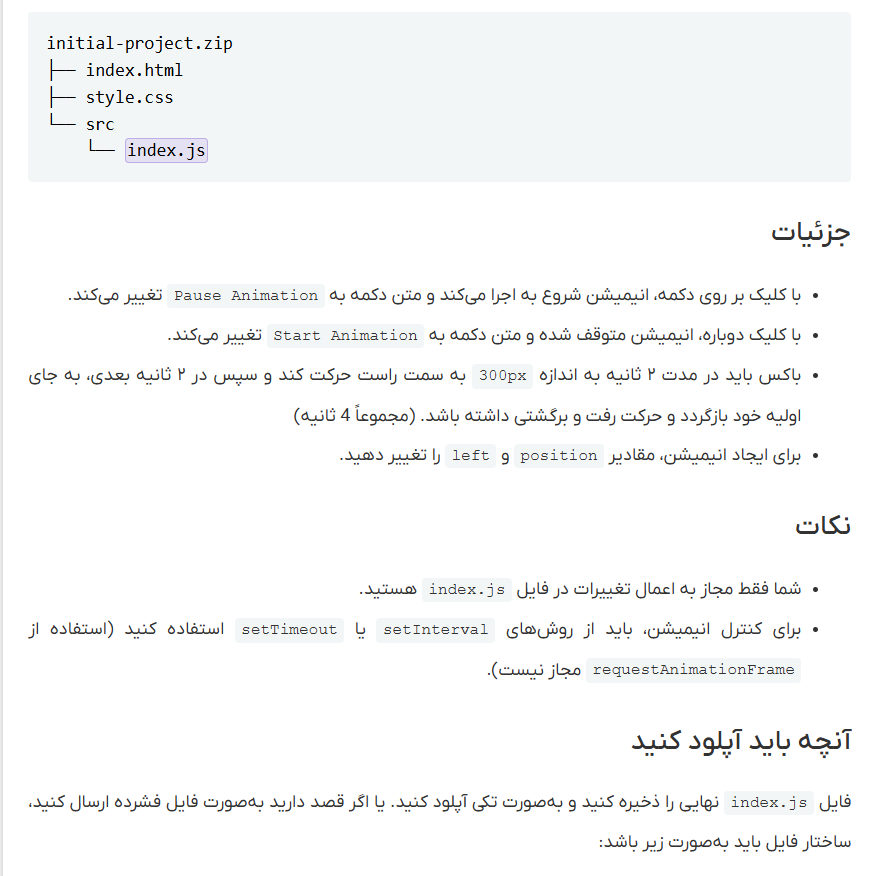 initial-project.zip
├── index.html
├── style.css
└── src
    └── index.js
جزئیات
• با کلیک بر روی دکمه، انیمیشن شروع به اجرا می‌کند و متن دکمه به Pause Animation تغییر می‌کند.
• با کلیک دوباره، انیمیشن متوقف شده و متن دکمه به Start Animation تغییر می‌کند.
• باکس باید در مدت ۲ ثانیه به اندازه 300px به سمت راست حرکت کند و سپس در ۲ ثانیه بعدی، به جای
اولیه خود بازگردد و حرکت رفت و برگشتی داشته باشد. (مجموعاً 4 ثانیه)
• برای ایجاد انیمیشن، مقادیر position و left را تغییر دهید.
نکات
• شما فقط مجاز به اعمال تغییرات در فایل index.js هستید.
• برای کنترل انیمیشن، باید از روش‌های setInterval یا setTimeout استفاده کنید (استفاده از
requestAnimationFrame مجاز نیست).
آنچه باید آپلود کنید
فایل index.js نهایی را ذخیره کنید و به‌صورت تکی آپلود کنید. یا اگر قصد دارید به‌صورت فایل فشرده ارسال کنید،
ساختار فایل باید به‌صورت زیر باشد: